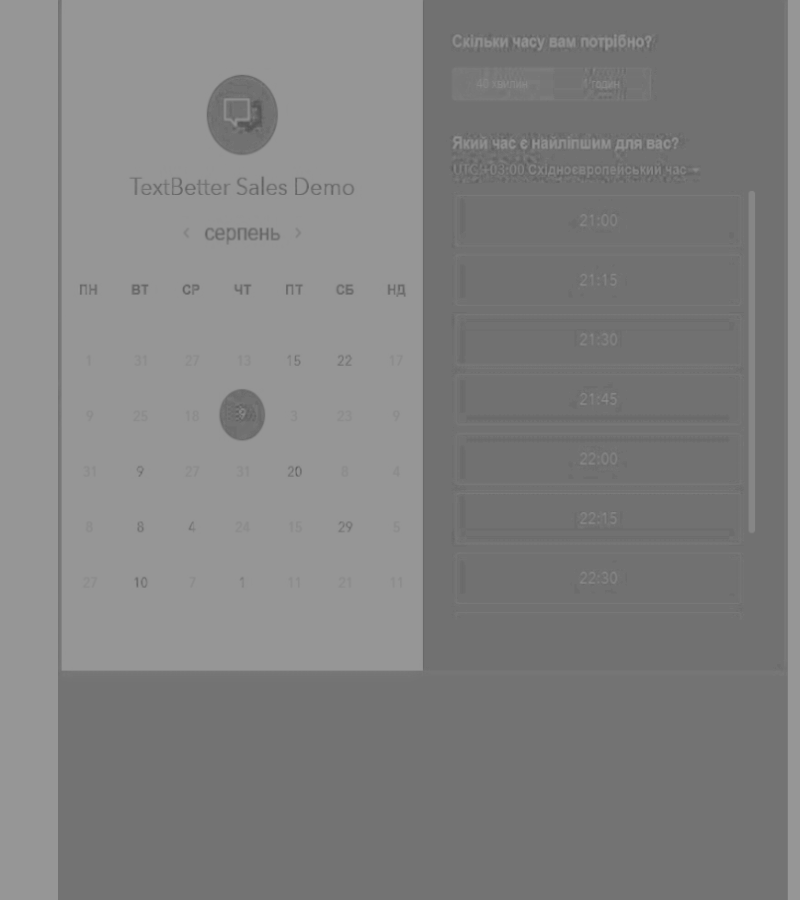 TextBetter Sales Demo
‹ серпень ›
ПН ВТ СР ЧТ ПТ СБ НД
1 31 27 13 15 22 17
9 25 18 9 3 23 9
31 9 27 31 20 8 4
8 8 4 24 15 29 5
27 10 7 1 11 21 11
Скільки часу вам потрібно?
40 хвилин 1 годин
Який час є найліпшим для вас?
UTC+03:00 Східноєвропейський час
21:00
21:15
21:30
21:45
22:00
22:15
22:30